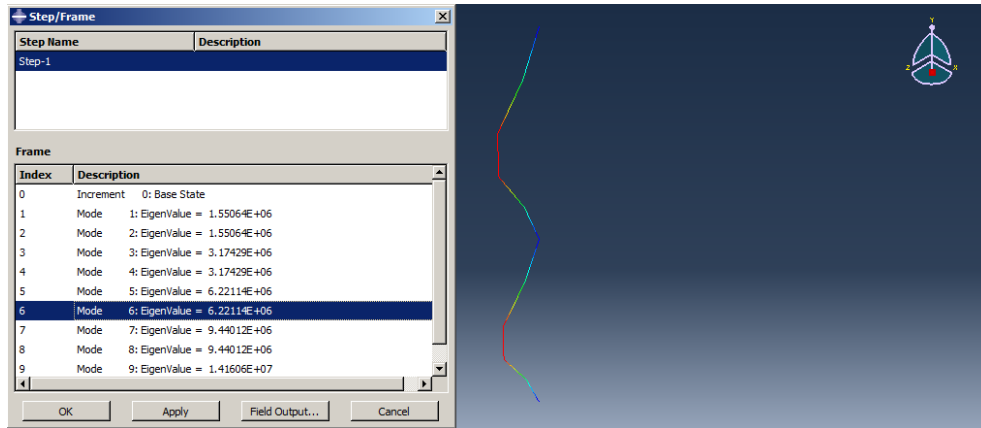 Step/Frame
Step Name Description
Step-1
Frame
Index Description
0 Increment 0: Base State
1 Mode 1: EigenValue = 1.55064E+06
2 Mode 2: EigenValue = 1.55064E+06
3 Mode 3: EigenValue = 3.17429E+06
4 Mode 4: EigenValue = 3.17429E+06
5 Mode 5: EigenValue = 6.22114E+06
6 Mode 6: EigenValue = 6.22114E+06
7 Mode 7: EigenValue = 9.44012E+06
8 Mode 8: EigenValue = 9.44012E+06
9 Mode 9: EigenValue = 1.41606E+07
OK Apply Field Output... Cancel
Y
Z X